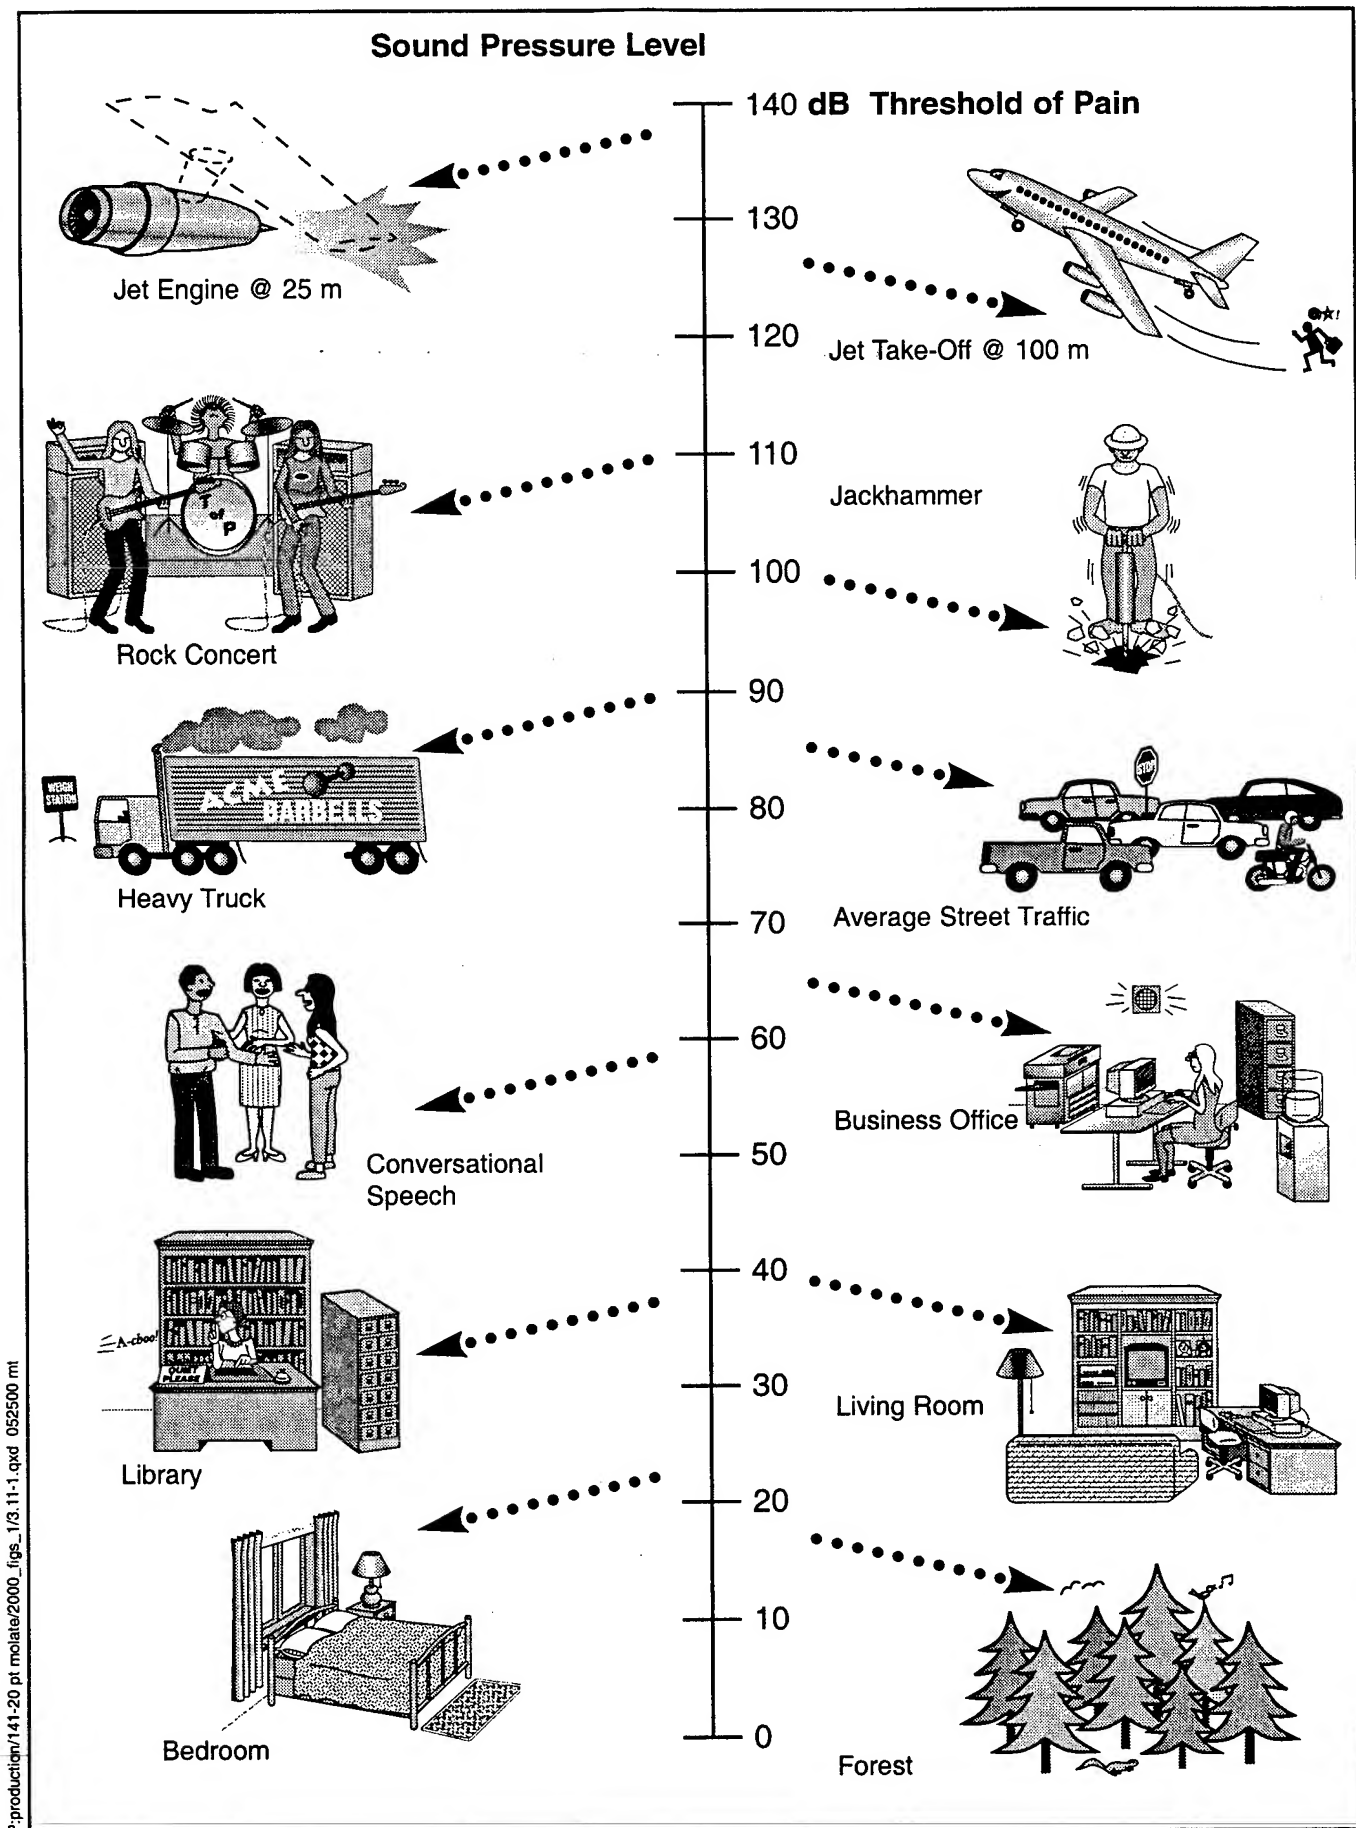 Sound Pressure Level
140 dB Threshold of Pain
130
Jet Engine @ 25 m
120
Jet Take-Off @ 100 m
@★!
T
of
P
110
Jackhammer
100
Rock Concert
90
WEIGH
STATION
ACME
BARBELLS
STOP
80
Heavy Truck
70
Average Street Traffic
60
Business Office
50
Conversational
Speech
40
A-choo!
QUIET
PLEASE
30
Living Room
Library
20
10
Bedroom
0
Forest
P:production/141-20 pt molate/2000_figs_1/3.11-1.qxd 052500 mt